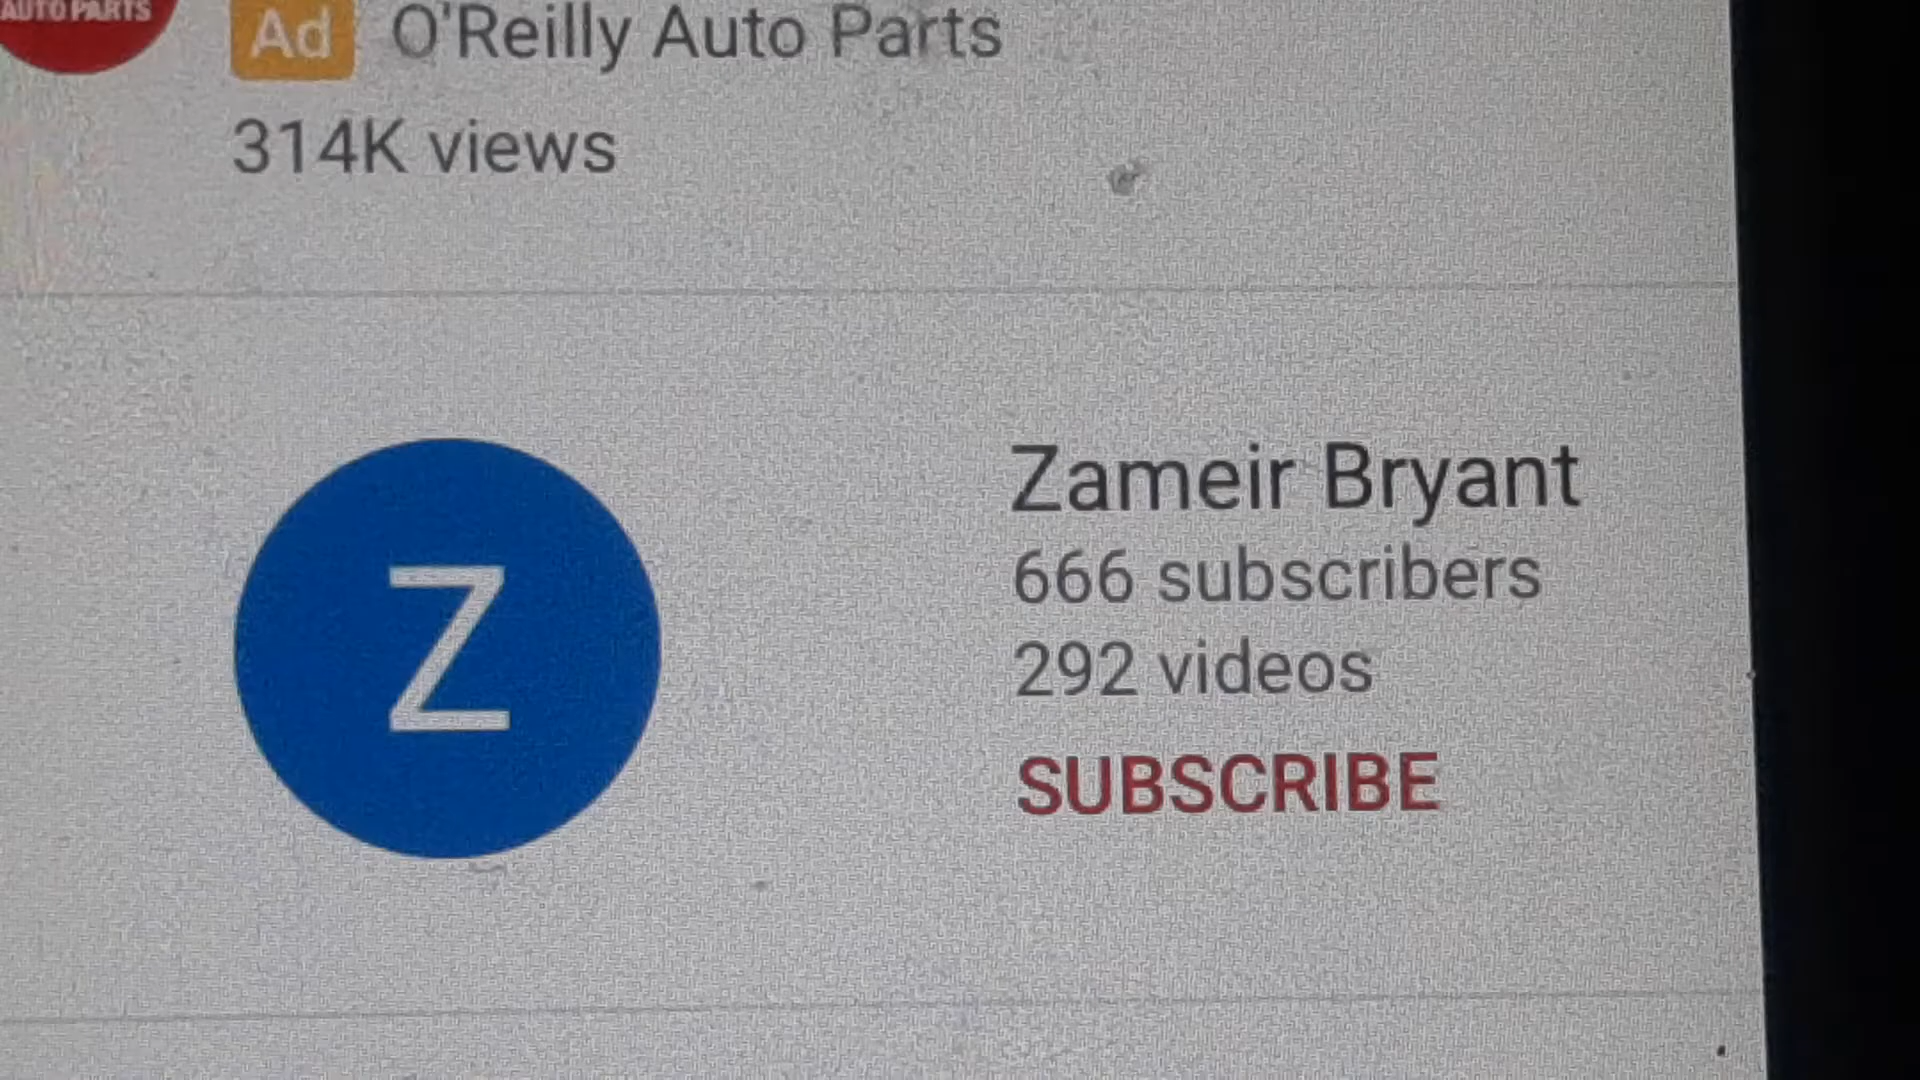 AUTO PARTS
Ad O'Reilly Auto Parts
314K views
Z
Zameir Bryant
666 subscribers
292 videos
SUBSCRIBE